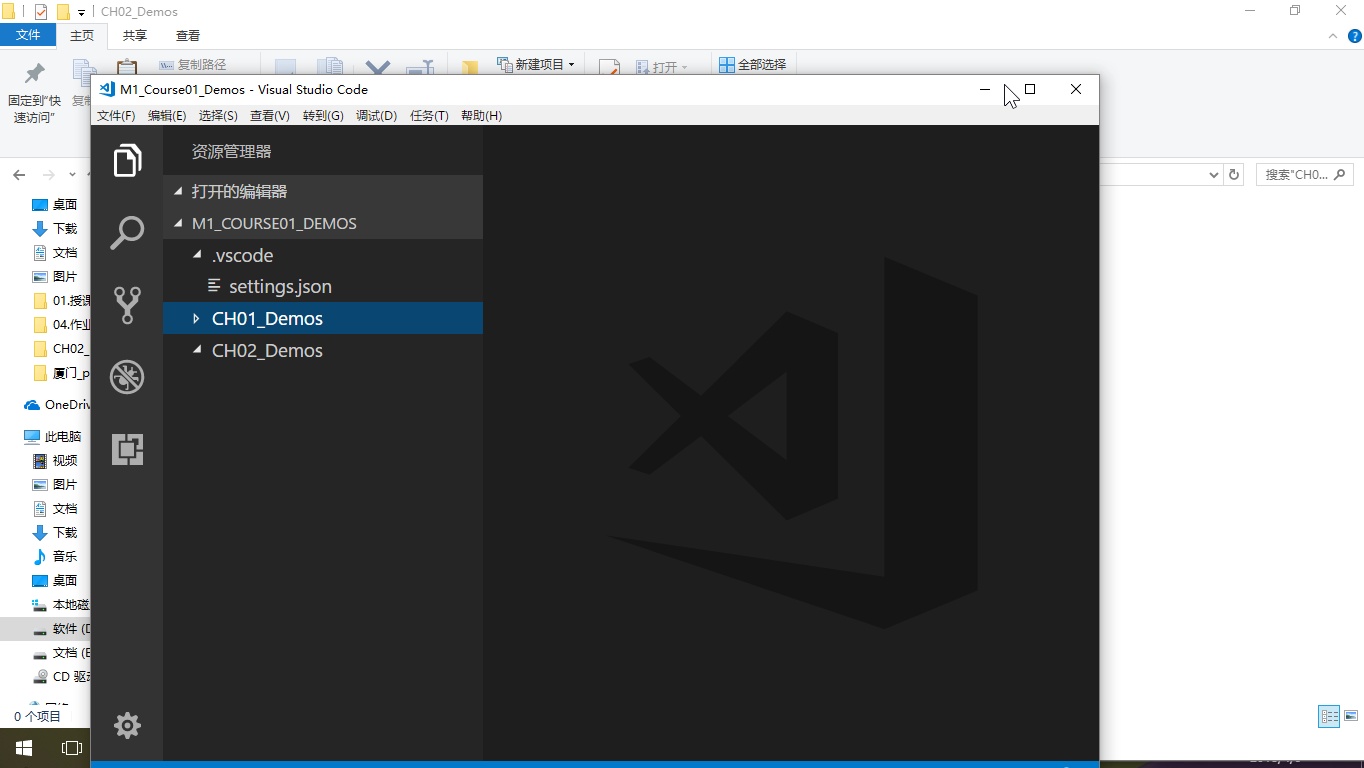 CH02_Demos
文件 主页 共享 查看
复制路径 新建项目 打开 全部选择
固定到"快
速访问"
M1_Course01_Demos - Visual Studio Code
文件(F) 编辑(E) 选择(S) 查看(V) 转到(G) 调试(D) 任务(T) 帮助(H)
搜索"CH0...
资源管理器
打开的编辑器
M1_COURSE01_DEMOS
.vscode
settings.json
CH01_Demos
CH02_Demos
桌面
下载
文档
图片
01.授课
04.作业
CH02_
厦门_p
OneDriv
此电脑
视频
图片
文档
下载
音乐
桌面
本地磁
软件 (D
文档 (E
CD 驱动
0 个项目